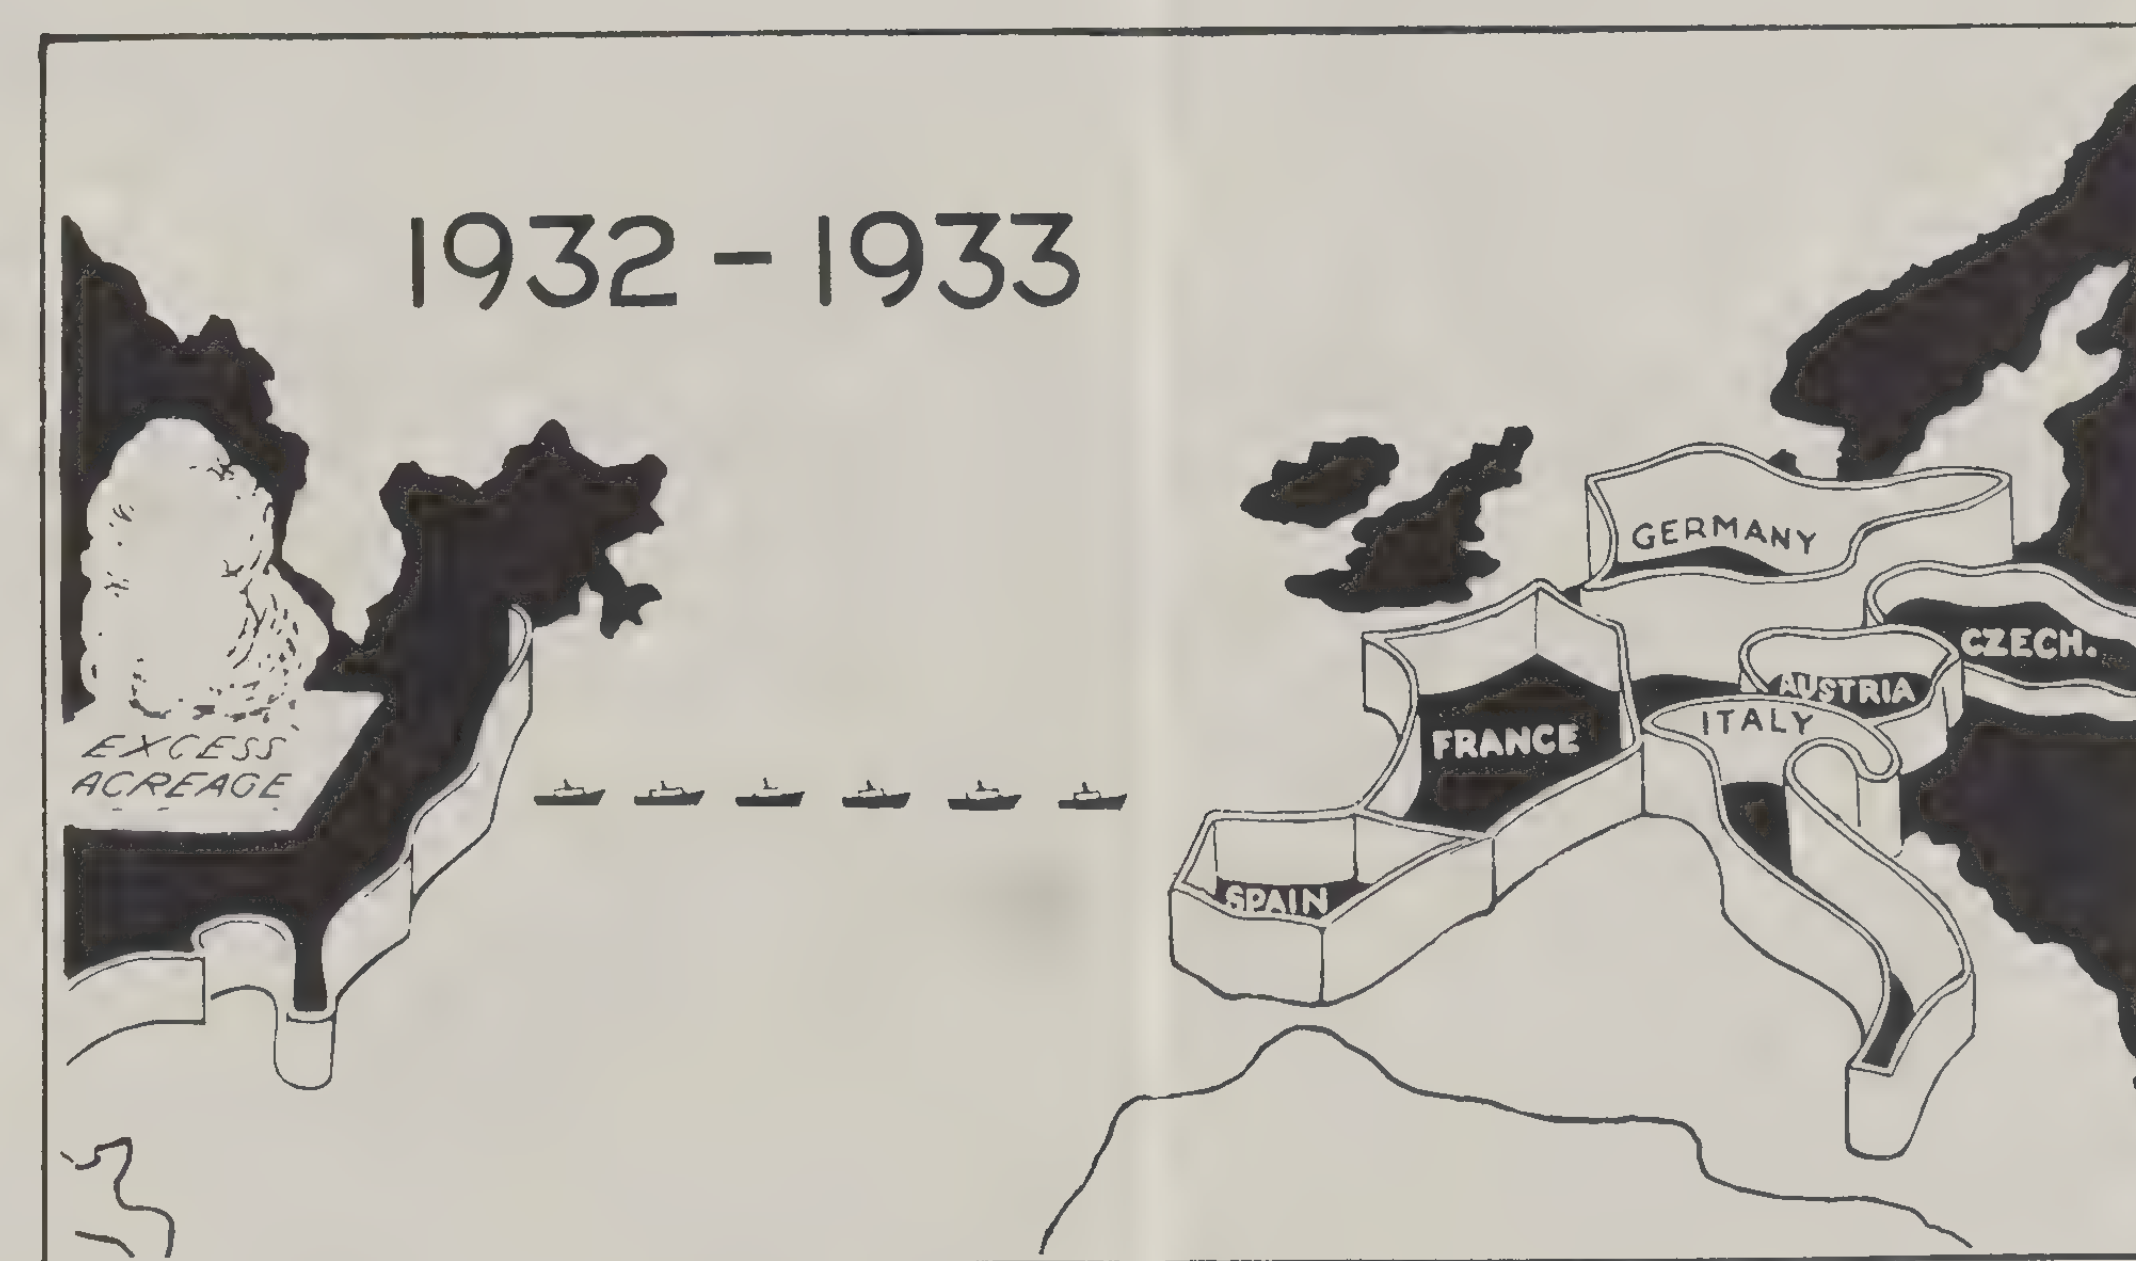 1932-1933
EXCESS
ACREAGE
GERMANY
CZECH.
AUSTRIA
ITALY
FRANCE
SPAIN